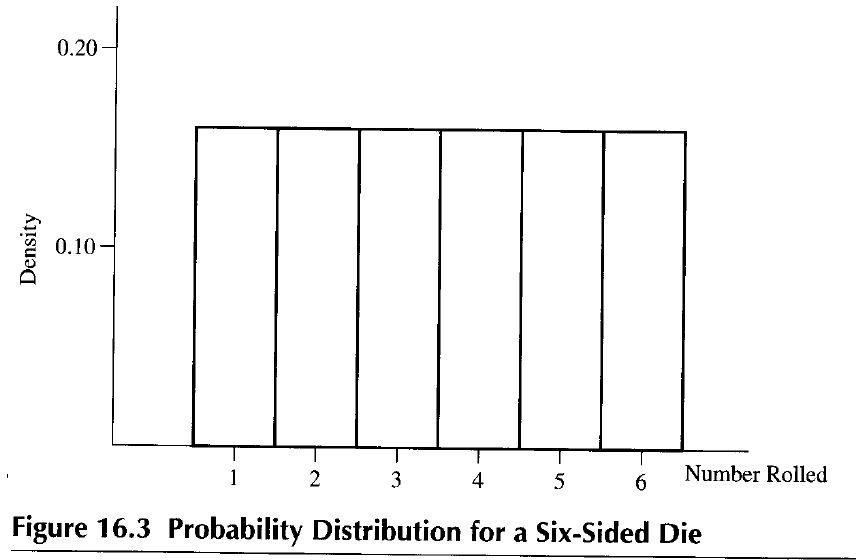 0.20
Density
0.10
1 2 3 4 5 6 Number Rolled
Figure 16.3 Probability Distribution for a Six-Sided Die